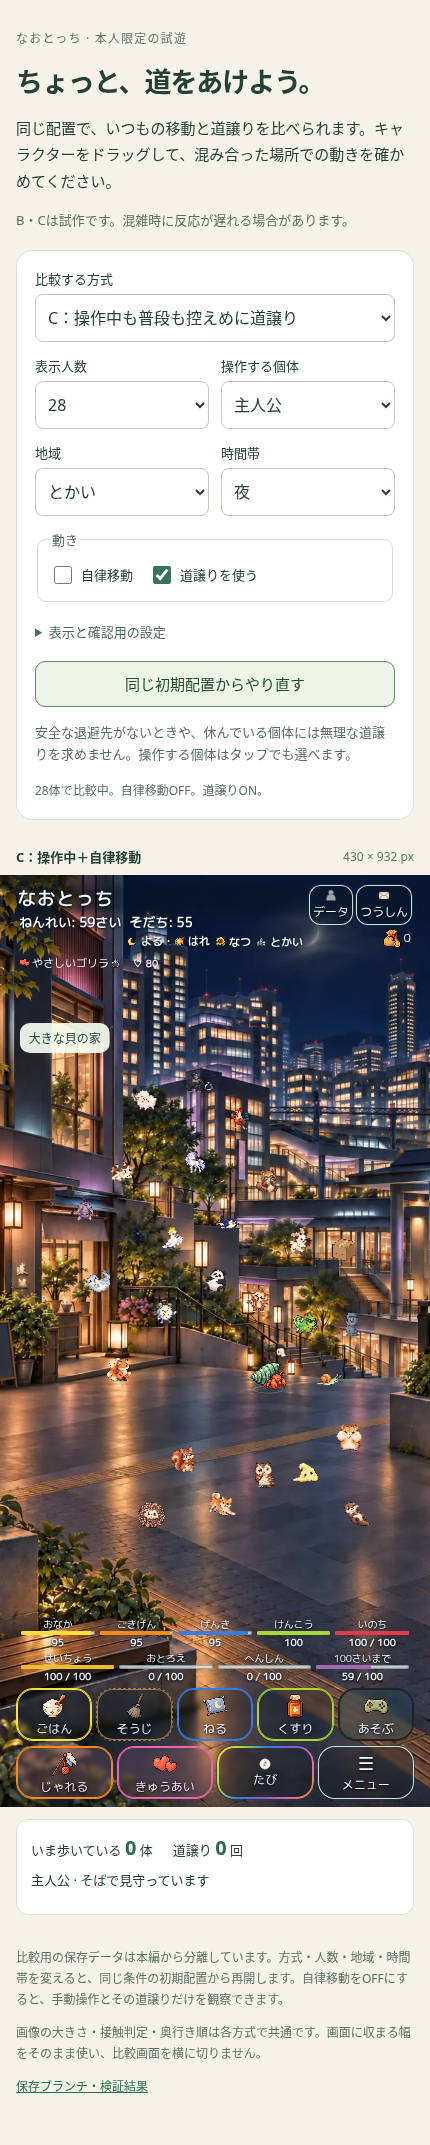 なおとっち · 本人限定の試遊
ちょっと、道をあけよう。
同じ配置で、いつもの移動と道譲りを比べられます。キャ
ラクターをドラッグして、混み合った場所での動きを確か
めてください。
B・Cは試作です。混雑時に反応が遅れる場合があります。
比較する方式
C：操作中も普段も控えめに道譲り
表示人数
操作する個体
28
主人公
地域
時間帯
とかい
夜
動き
自律移動
道譲りを使う
▶ 表示と確認用の設定
同じ初期配置からやり直す
安全な退避先がないときや、休んでいる個体には無理な道譲
りを求めません。操作する個体はタップでも選べます。
28体で比較中。自律移動OFF。道譲りON。
C：操作中＋自律移動
430 × 932 px
なおとっち
データ
つうしん
ねんれい: 59さい そだち: 55
よる · はれ なつ とかい
0
やさしいゴリラ ♡ 80
大きな貝の家
おなか
ごきげん
げんき
けんこう
いのち
95
95
95
100
100 / 100
せいちょう
おとろえ
へんしん
100さいまで
100 / 100
0 / 100
0 / 100
59 / 100
ごはん
そうじ
ねる
くすり
あそぶ
じゃれる
きゅうあい
たび
☰
メニュー
いま歩いている 0 体 道譲り 0 回
主人公 · そばで見守っています
比較用の保存データは本編から分離しています。方式・人数・地域・時間
帯を変えると、同じ条件の初期配置から再開します。自律移動をOFFにす
ると、手動操作とその道譲りだけを観察できます。
画像の大きさ・接触判定・奥行き順は各方式で共通です。画面に収まる幅
をそのまま使い、比較画面を横に切りません。
保存ブランチ・検証結果